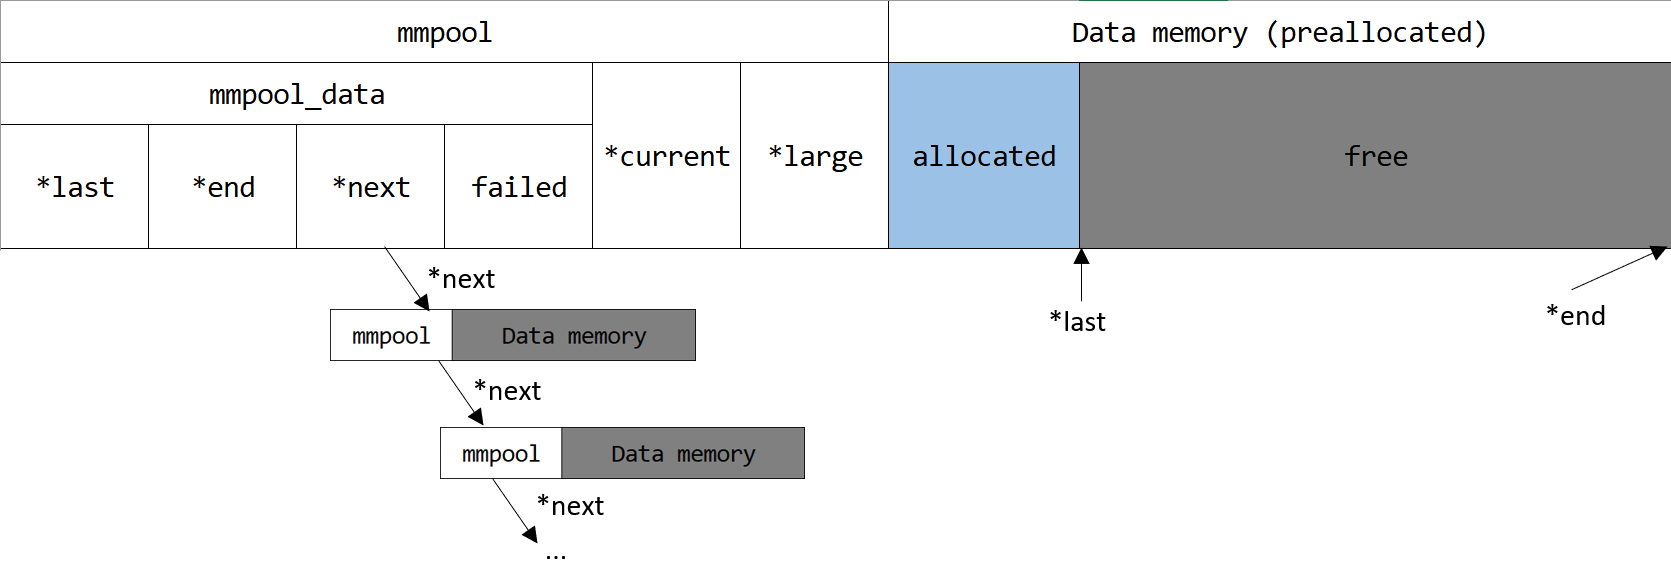 mmpool
Data memory (preallocated)
mmpool_data
*current
*large
allocated
free
*last
*end
*next
failed
*next
*last
*end
mmpool
Data memory
*next
mmpool
Data memory
*next
...